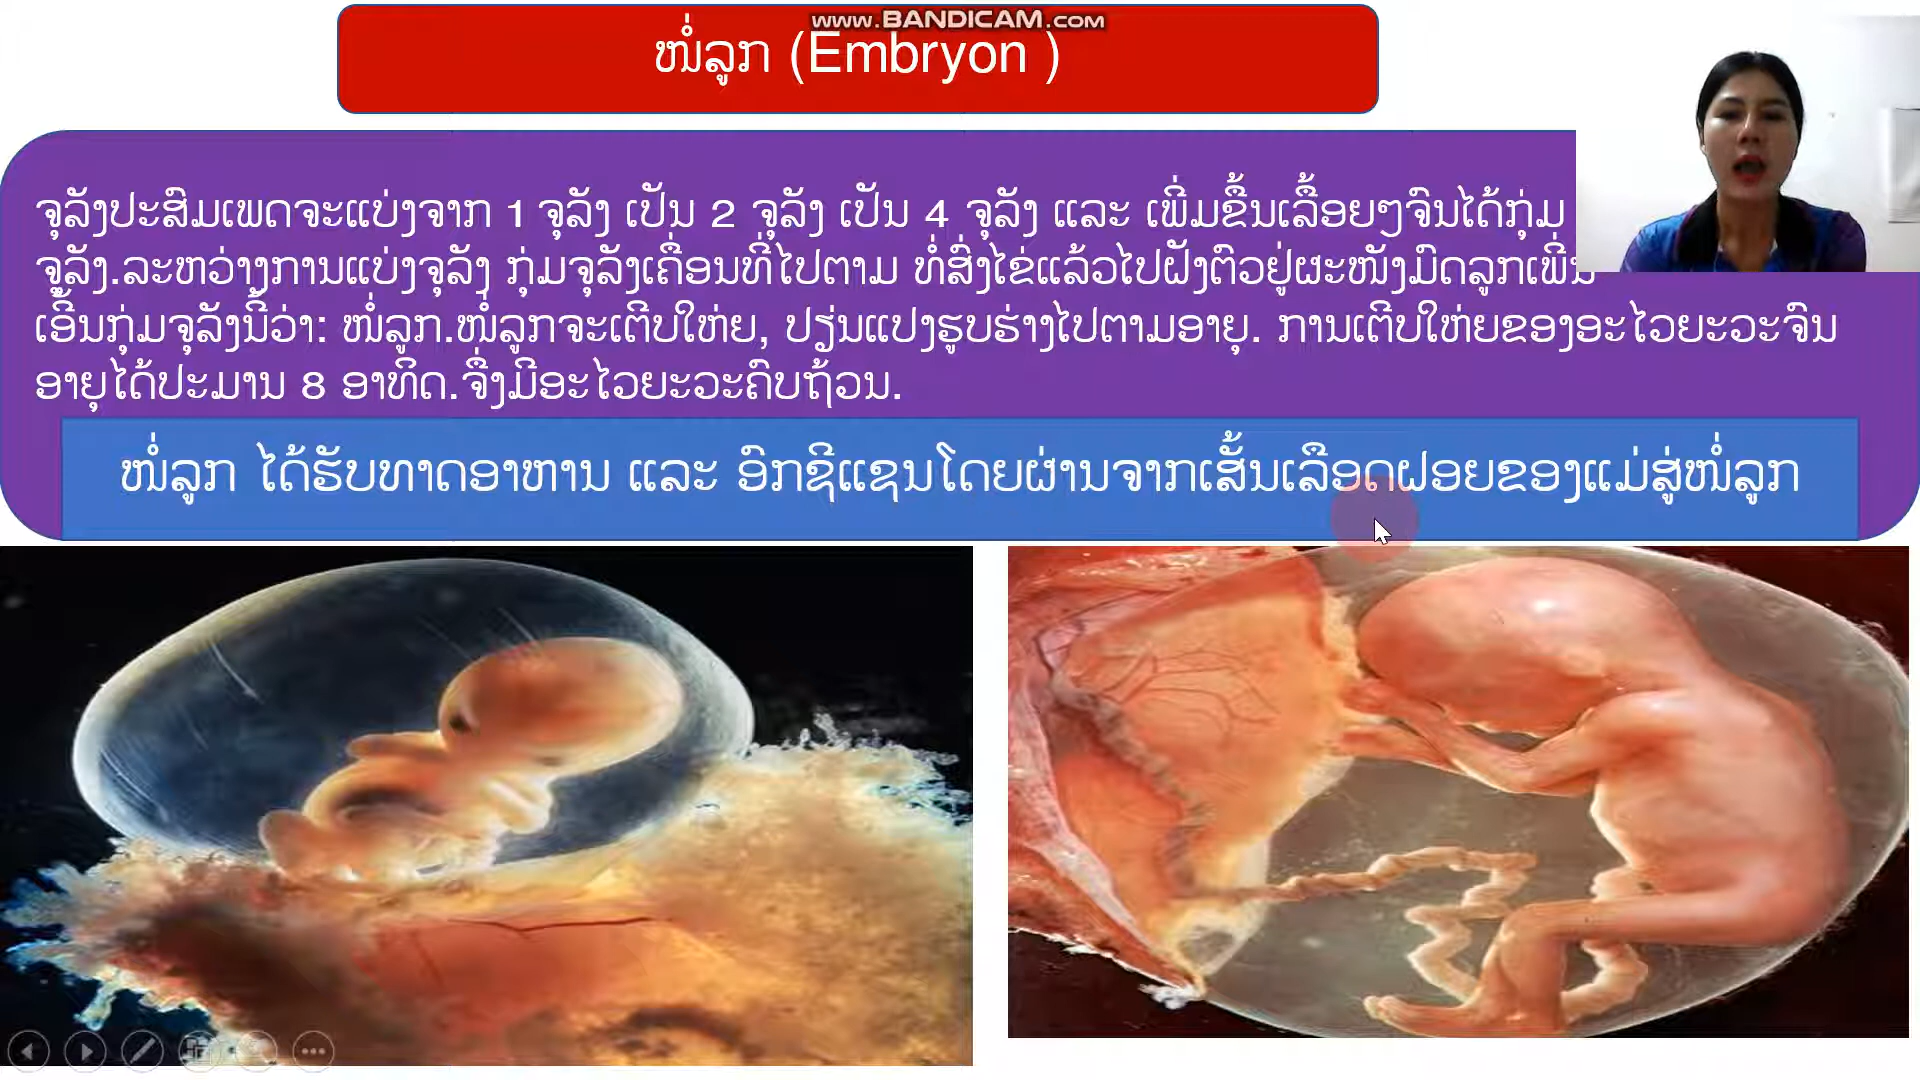 www.BANDICAM.com
ໜໍ່ລູກ (Embryon )
ຈຸລັງປະສົມເພດຈະແບ່ງຈາກ 1 ຈຸລັງ ເປັນ 2 ຈຸລັງ ເປັນ 4 ຈຸລັງ ແລະ ເພີ່ມຂື້ນເລື້ອຍໆຈົນໄດ້ກຸ່ມ
ຈຸລັງ.ລະຫວ່າງການແບ່ງຈຸລັງ ກຸ່ມຈຸລັງເຄື່ອນທີ່ໄປຕາມ ທໍ່ສົ່ງໄຂ່ແລ້ວໄປຝັງຕົວຢູ່ຜະໜັງມົດລູກເພີ່ນ
ເອີ້ນກຸ່ມຈຸລັງນີ້ວ່າ: ໜໍ່ລູກ.ໜໍ່ລູກຈະເຕີບໃຫ່ຍ, ປຽ່ນແປງຮູບຮ່າງໄປຕາມອາຍຸ. ການເຕີບໃຫ່ຍຂອງອະໄວຍະວະຈົນ
ອາຍຸໄດ້ປະມານ 8 ອາທິດ.ຈື່ງມີອະໄວຍະວະຄົບຖ້ວນ.
ໜໍ່ລູກ ໄດ້ຮັບທາດອາຫານ ແລະ ອົກຊີແຊນໂດຍຜ່ານຈາກເສັ້ນເລືອດຝອຍຂອງແມ່ສູ່ໜໍ່ລູກ